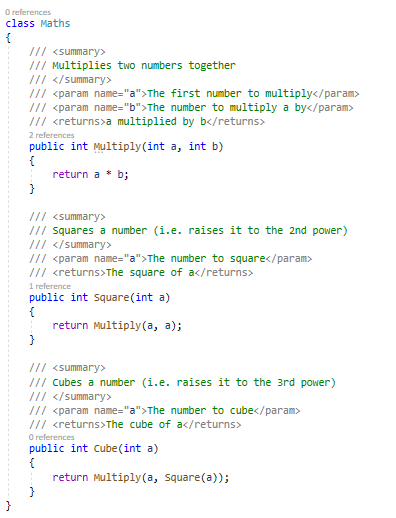 0 references
class Maths
{
/// <summary>
/// Multiplies two numbers together
/// </summary>
/// <param name="a">The first number to multiply</param>
/// <param name="b">The number to multiply a by</param>
/// <returns>a multiplied by b</returns>
2 references
public int Multiply(int a, int b)
{
return a * b;
}
/// <summary>
/// Squares a number (i.e. raises it to the 2nd power)
/// </summary>
/// <param name="a">The number to square</param>
/// <returns>The square of a</returns>
1 reference
public int Square(int a)
{
return Multiply(a, a);
}
/// <summary>
/// Cubes a number (i.e. raises it to the 3rd power)
/// </summary>
/// <param name="a">The number to cube</param>
/// <returns>The cube of a</returns>
0 references
public int Cube(int a)
{
return Multiply(a, Square(a));
}
}